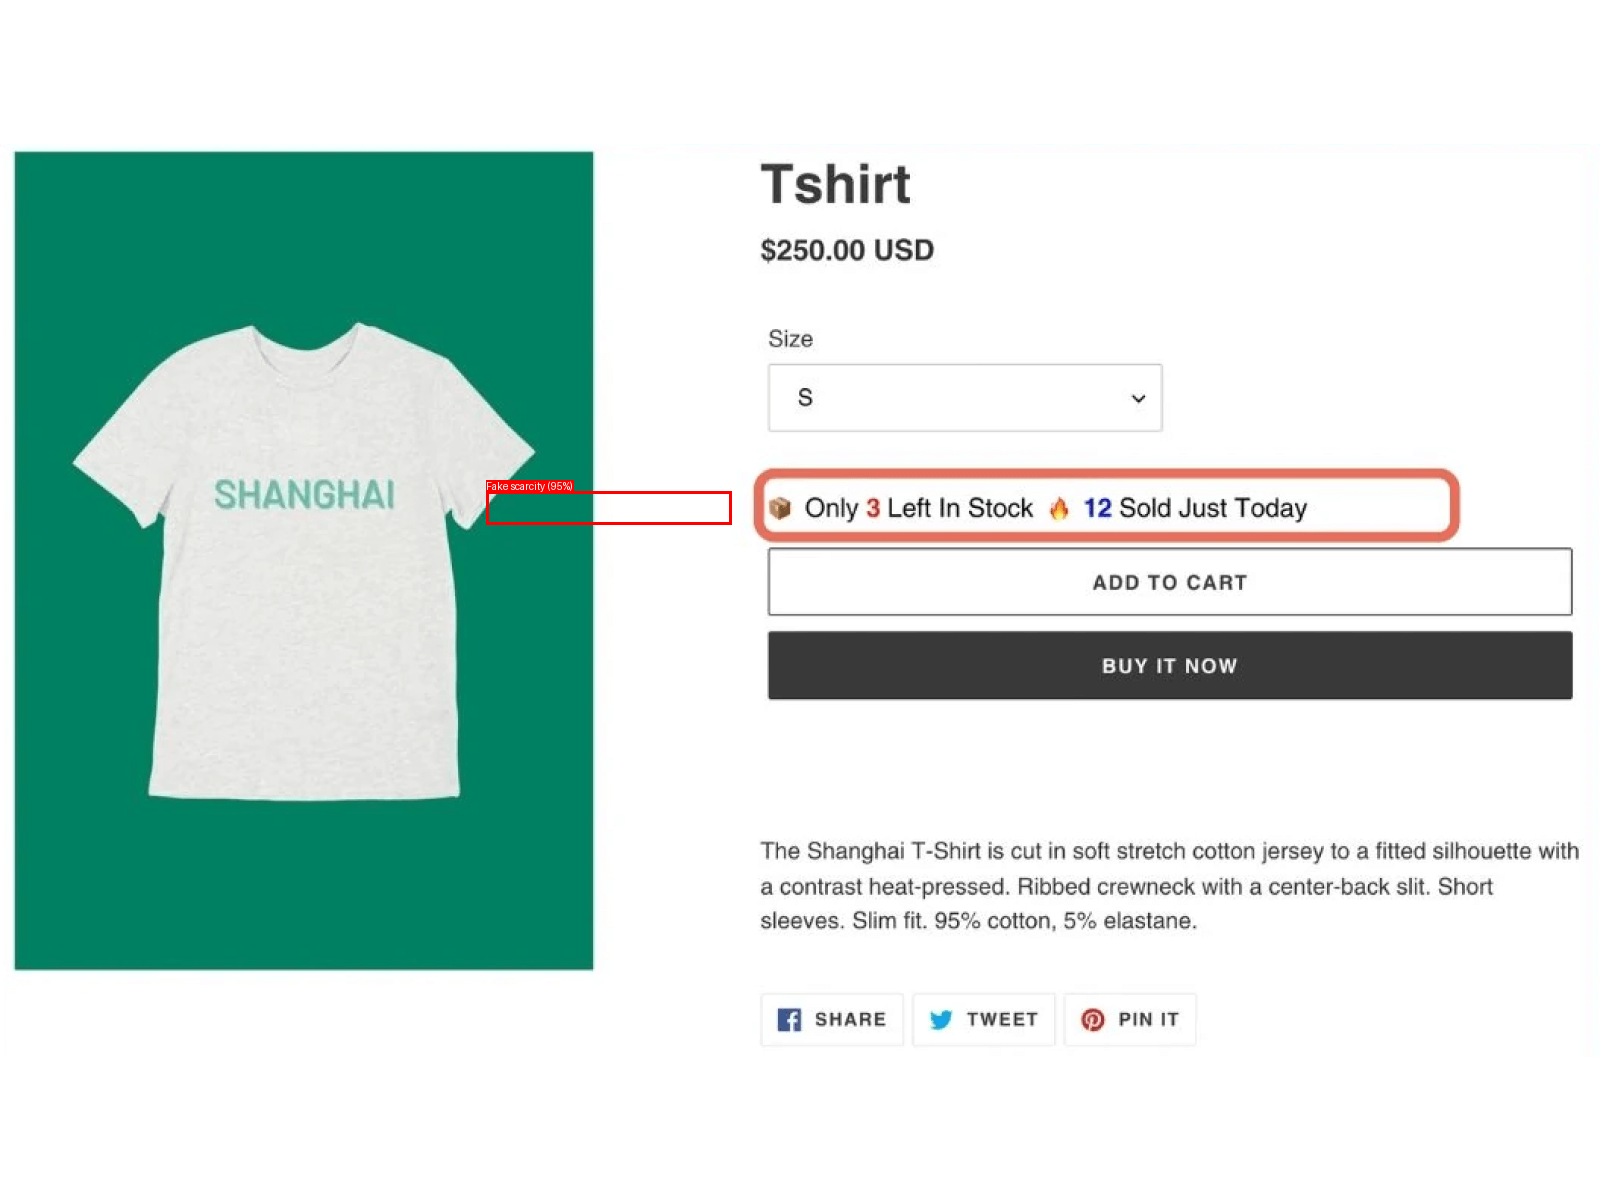 Tshirt
$250.00 USD
Size
S
SHANGHAI
Fake scarcity (95%)
📦 Only 3 Left In Stock 🔥 12 Sold Just Today
ADD TO CART
BUY IT NOW
The Shanghai T-Shirt is cut in soft stretch cotton jersey to a fitted silhouette with
a contrast heat-pressed. Ribbed crewneck with a center-back slit. Short
sleeves. Slim fit. 95% cotton, 5% elastane.
SHARE
TWEET
PIN IT